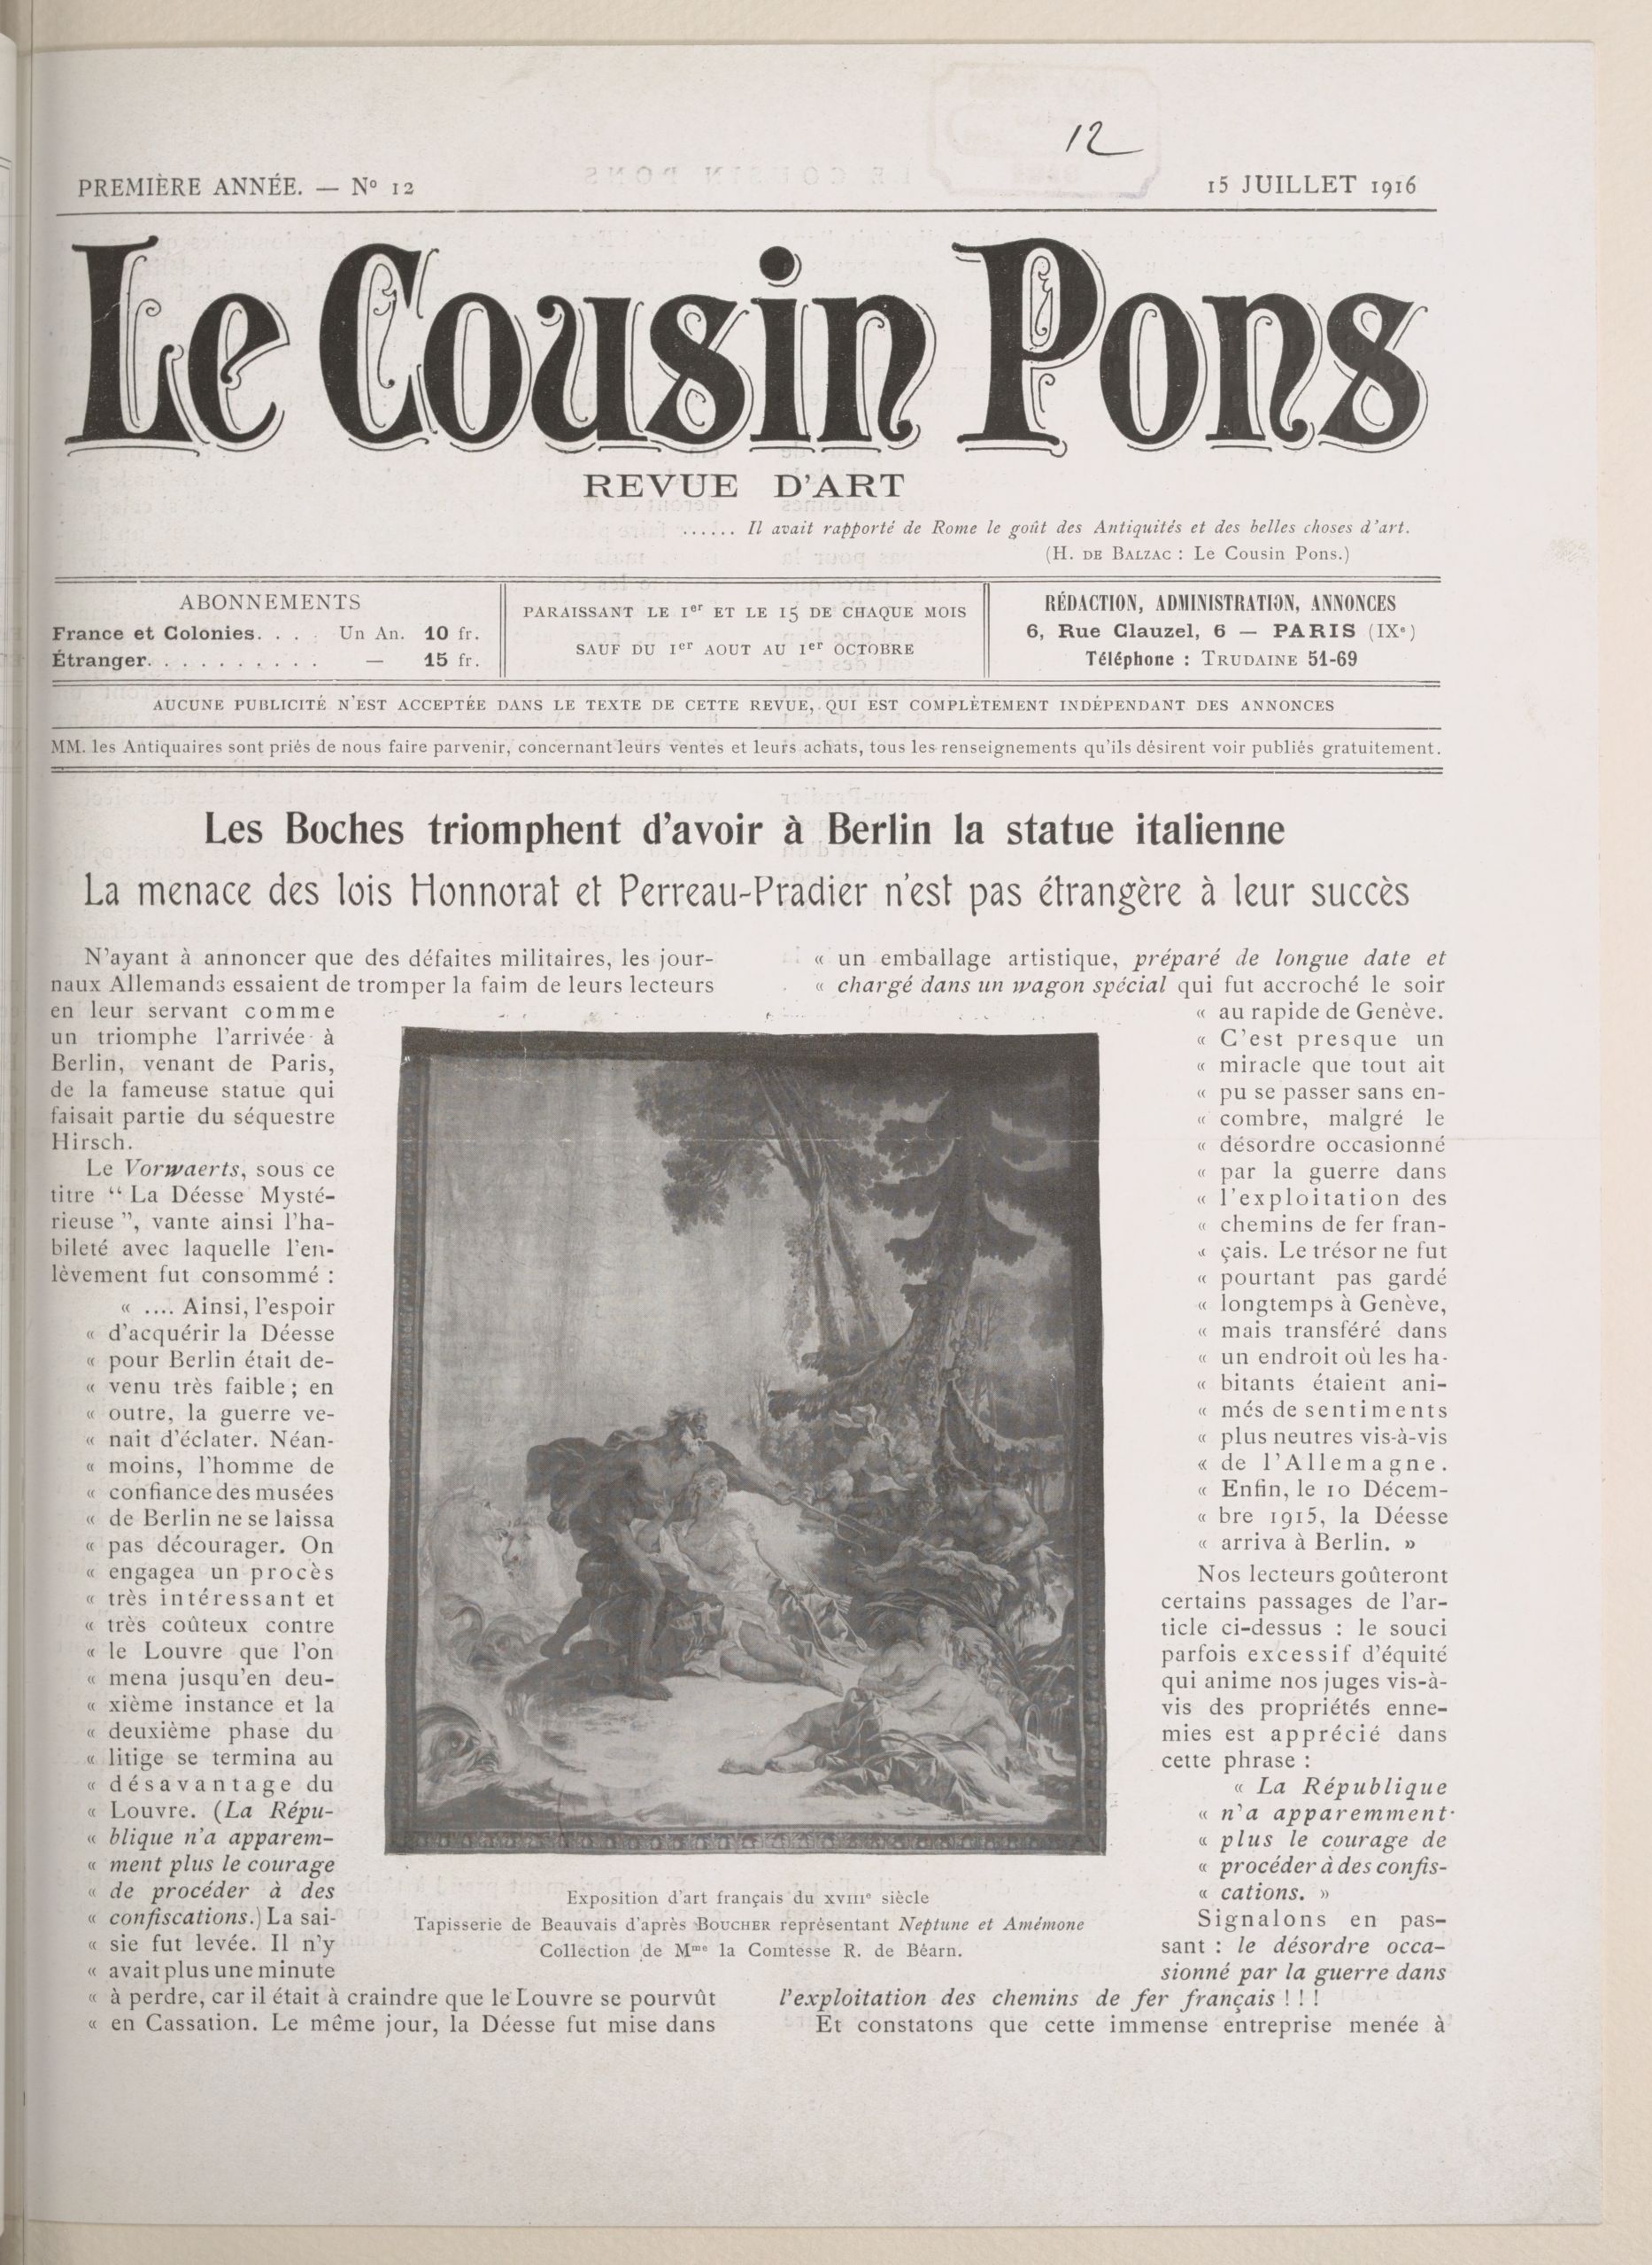 12
PREMIÈRE ANNÉE. — Nº 12
15 JUILLET 1916
Le Cousin Pons
REVUE D'ART
...... Il avait rapporté de Rome le goût des Antiquités et des belles choses d'art.
(H. DE BALZAC : Le Cousin Pons.)
ABONNEMENTS
France et Colonies. . . . Un An. 10 fr.
Étranger. . . . . . . . . . — 15 fr.
PARAISSANT LE 1er ET LE 15 DE CHAQUE MOIS
SAUF DU 1er AOUT AU 1er OCTOBRE
RÉDACTION, ADMINISTRATION, ANNONCES
6, Rue Clauzel, 6 — PARIS (IXe)
Téléphone : TRUDAINE 51-69
AUCUNE PUBLICITÉ N'EST ACCEPTÉE DANS LE TEXTE DE CETTE REVUE, QUI EST COMPLÈTEMENT INDÉPENDANT DES ANNONCES
MM. les Antiquaires sont priés de nous faire parvenir, concernant leurs ventes et leurs achats, tous les renseignements qu'ils désirent voir publiés gratuitement.
Les Boches triomphent d'avoir à Berlin la statue italienne
La menace des lois Honnorat et Perreau-Pradier n'est pas étrangère à leur succès
N'ayant à annoncer que des défaites militaires, les jour-
naux Allemands essaient de tromper la faim de leurs lecteurs
en leur servant comme
un triomphe l'arrivée à
Berlin, venant de Paris,
de la fameuse statue qui
faisait partie du séquestre
Hirsch.
Le Vorwaerts, sous ce
titre “ La Déesse Mysté-
rieuse ”, vante ainsi l'ha-
bileté avec laquelle l'en-
lèvement fut consommé :
« .... Ainsi, l'espoir
« d'acquérir la Déesse
« pour Berlin était de-
« venu très faible ; en
« outre, la guerre ve-
« nait d'éclater. Néan-
« moins, l'homme de
« confiance des musées
« de Berlin ne se laissa
« pas décourager. On
« engagea un procès
« très intéressant et
« très coûteux contre
« le Louvre que l'on
« mena jusqu'en deu-
« xième instance et la
« deuxième phase du
« litige se termina au
« désavantage du
« Louvre. (La Répu-
« blique n'a apparem-
« ment plus le courage
« de procéder à des
« confiscations.) La sai-
« sie fut levée. Il n'y
« avait plus une minute
« à perdre, car il était à craindre que le Louvre se pourvût
« en Cassation. Le même jour, la Déesse fut mise dans
Exposition d'art français du XVIIIe siècle
Tapisserie de Beauvais d'après BOUCHER représentant Neptune et Amémone
Collection de Mme la Comtesse R. de Béarn.
« un emballage artistique, préparé de longue date et
« chargé dans un wagon spécial qui fut accroché le soir
« au rapide de Genève.
« C'est presque un
« miracle que tout ait
« pu se passer sans en-
« combre, malgré le
« désordre occasionné
« par la guerre dans
« l'exploitation des
« chemins de fer fran-
« çais. Le trésor ne fut
« pourtant pas gardé
« longtemps à Genève,
« mais transféré dans
« un endroit où les ha-
« bitants étaient ani-
« més de sentiments
« plus neutres vis-à-vis
« de l'Allemagne.
« Enfin, le 10 Décem-
« bre 1915, la Déesse
« arriva à Berlin. »
Nos lecteurs goûteront
certains passages de l'ar-
ticle ci-dessus : le souci
parfois excessif d'équité
qui anime nos juges vis-à-
vis des propriétés enne-
mies est apprécié dans
cette phrase :
« La République
« n'a apparemment
« plus le courage de
« procéder à des confis-
« cations. »
Signalons en pas-
sant : le désordre occa-
sionné par la guerre dans
l'exploitation des chemins de fer français ! ! !
Et constatons que cette immense entreprise menée à